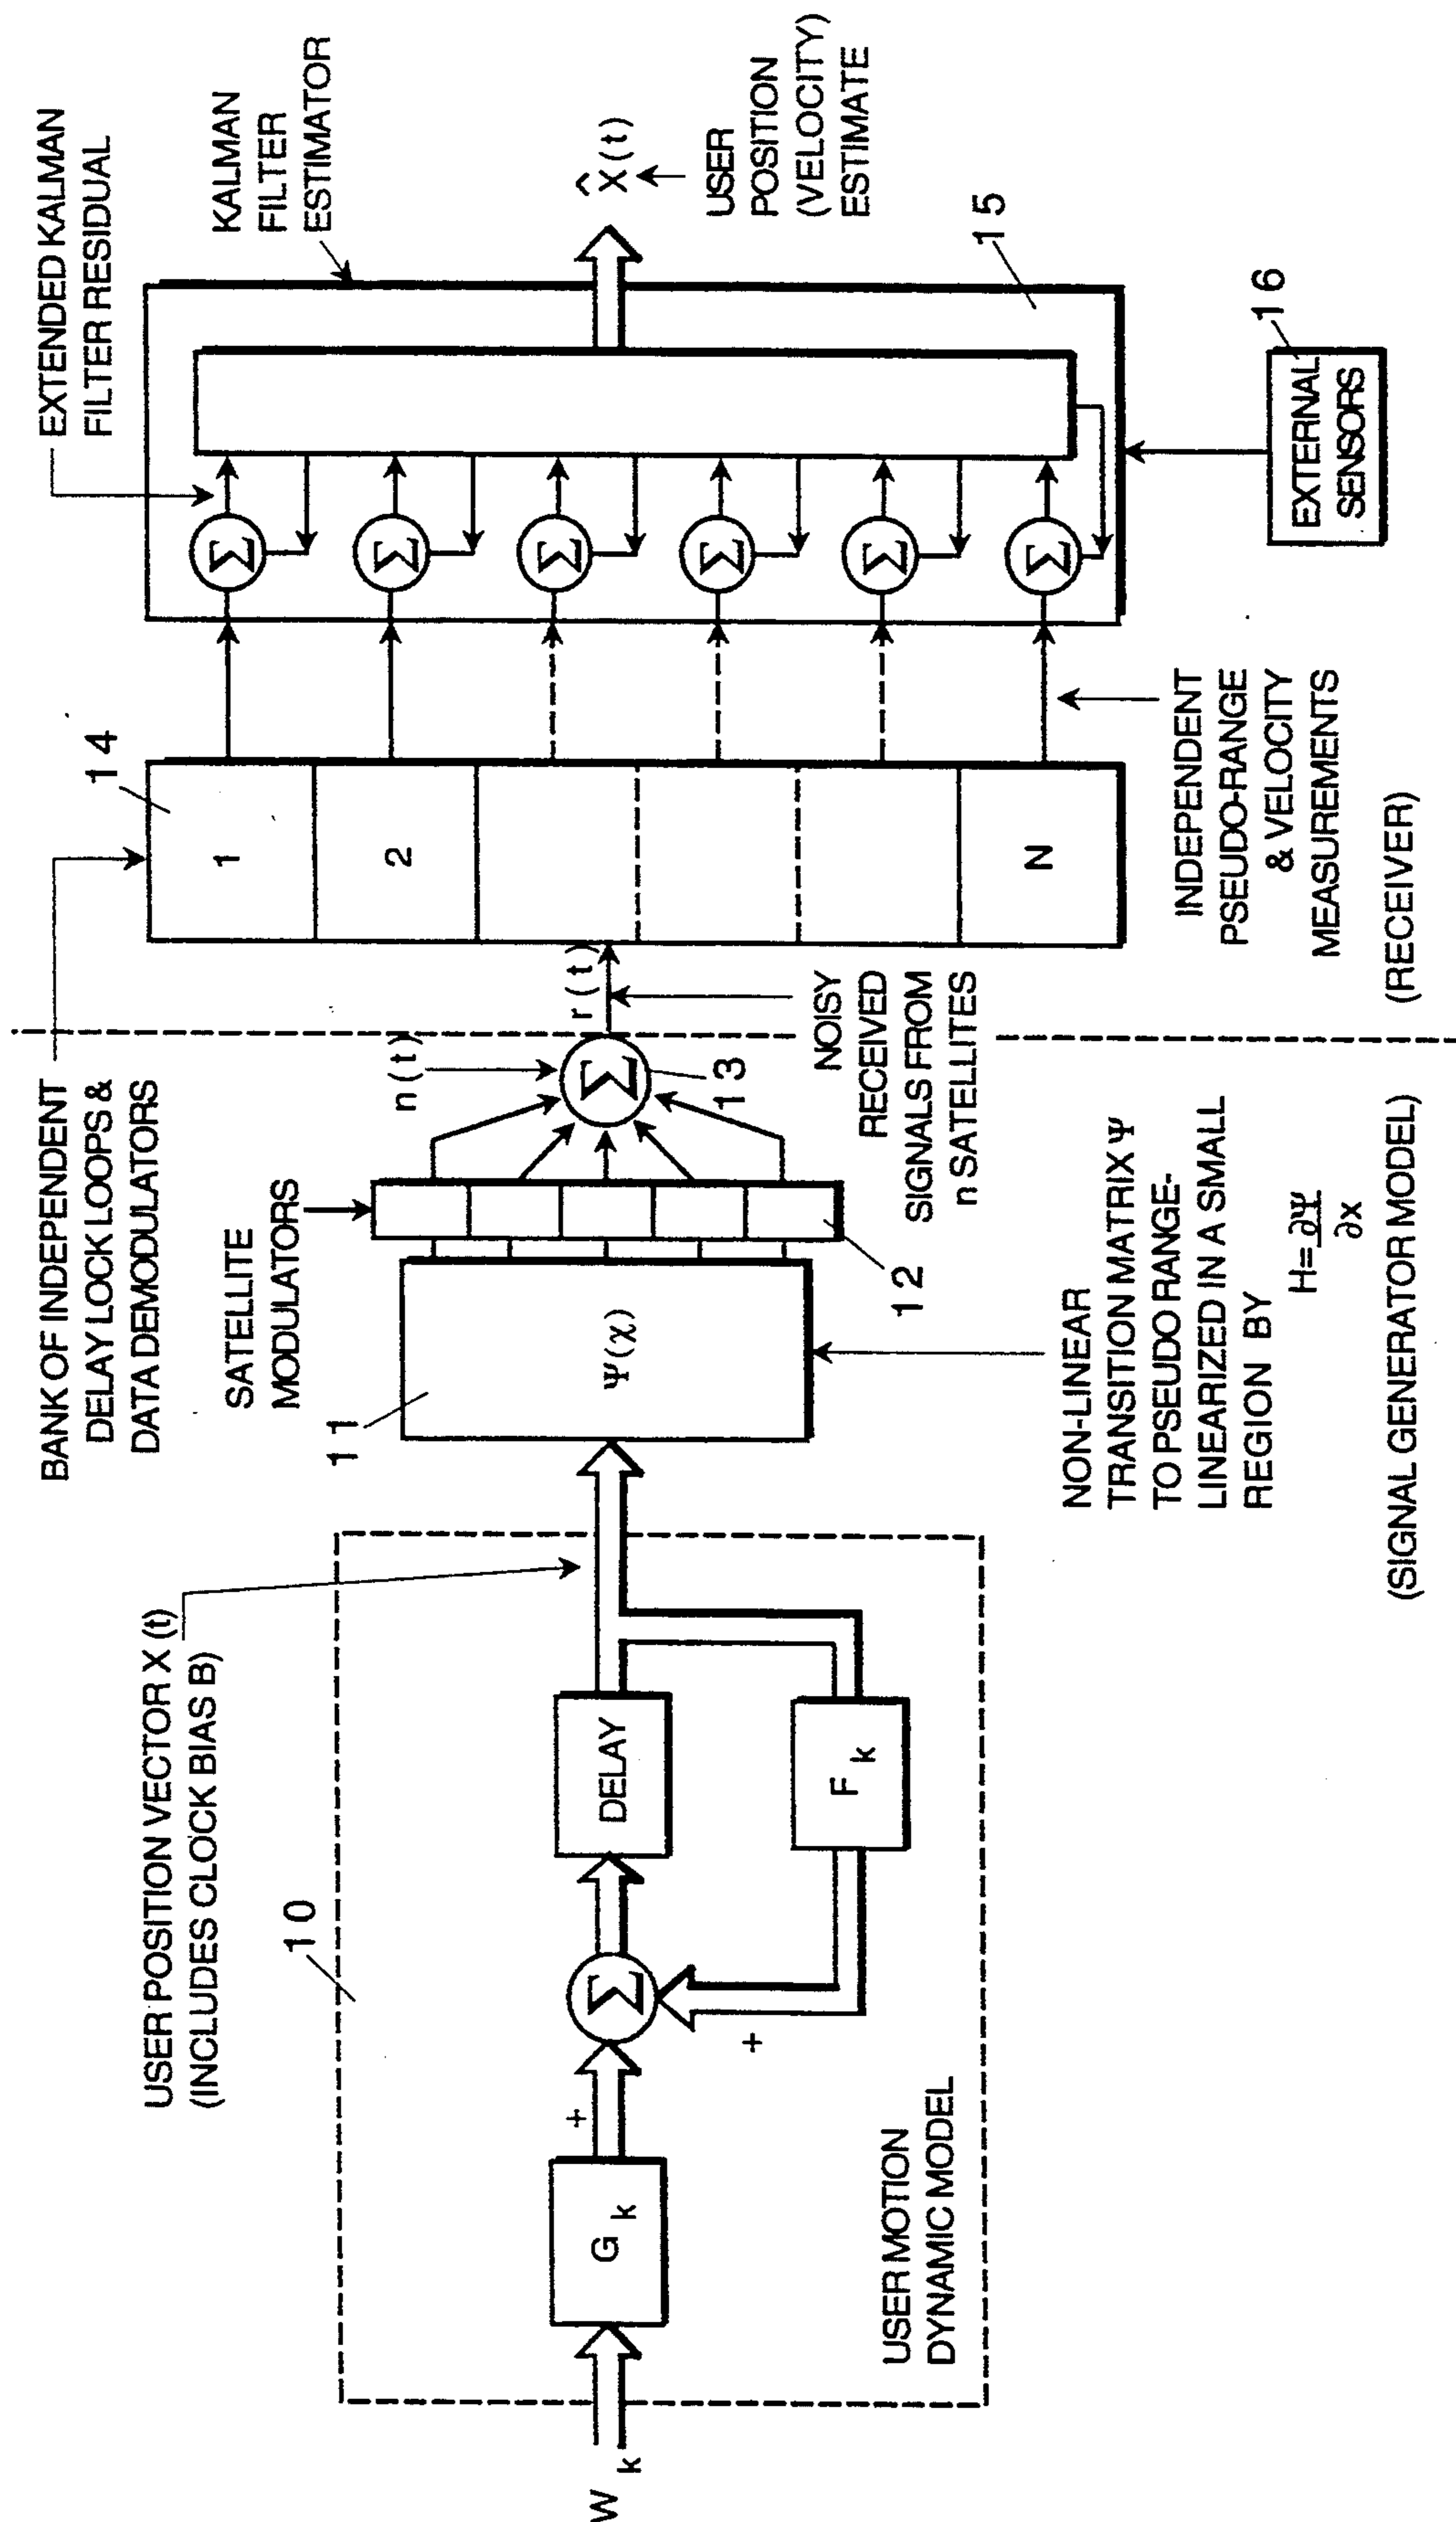 USER POSITION VECTOR X (t)
(INCLUDES CLOCK BIAS B)
10
W k
G k
+
Σ
+
DELAY
F k
USER MOTION
DYNAMIC MODEL
BANK OF INDEPENDENT
DELAY LOCK LOOPS &
DATA DEMODULATORS
SATELLITE
MODULATORS
11
Ψ(χ)
12
n(t)
Σ
13
r(t)
NOISY
RECEIVED
SIGNALS FROM
n SATELLITES
NON-LINEAR
TRANSITION MATRIX Ψ
TO PSEUDO RANGE-
LINEARIZED IN A SMALL
REGION BY
H=∂Ψ
∂x
(SIGNAL GENERATOR MODEL)
14
1
2
N
INDEPENDENT
PSEUDO-RANGE
& VELOCITY
MEASUREMENTS
(RECEIVER)
EXTENDED KALMAN
FILTER RESIDUAL
KALMAN
FILTER
ESTIMATOR
Σ
Σ
Σ
Σ
Σ
Σ
X̂(t)
USER
POSITION
(VELOCITY)
ESTIMATE
15
16
EXTERNAL
SENSORS